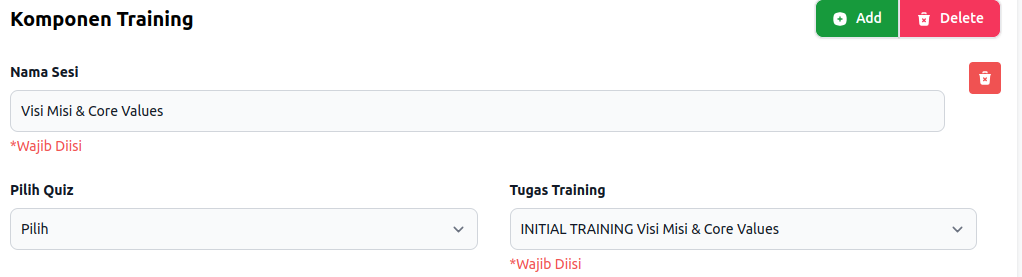 Komponen Training
Add
Delete
Nama Sesi
Visi Misi & Core Values
*Wajib Diisi
Pilih Quiz
Tugas Training
Pilih
INITIAL TRAINING Visi Misi & Core Values
*Wajib Diisi